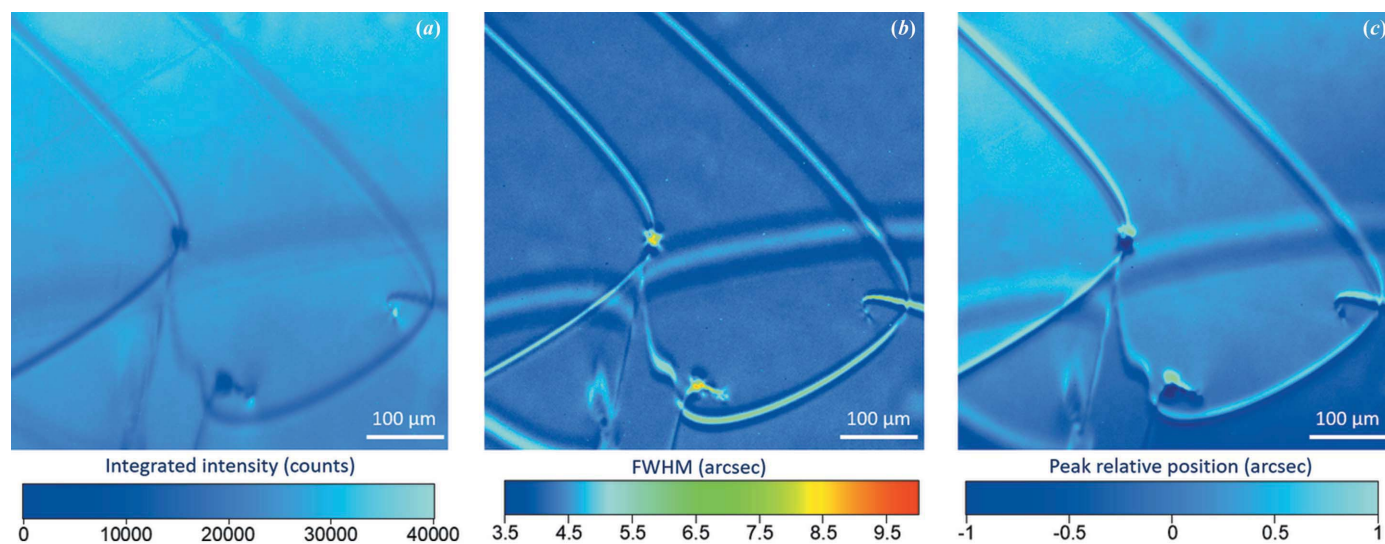 (a) (b) (c)
100 μm 100 μm 100 μm
Integrated intensity (counts) FWHM (arcsec) Peak relative position (arcsec)
0 10000 20000 30000 40000 3.5 4.5 5.5 6.5 7.5 8.5 9.5 -1 -0.5 0 0.5 1